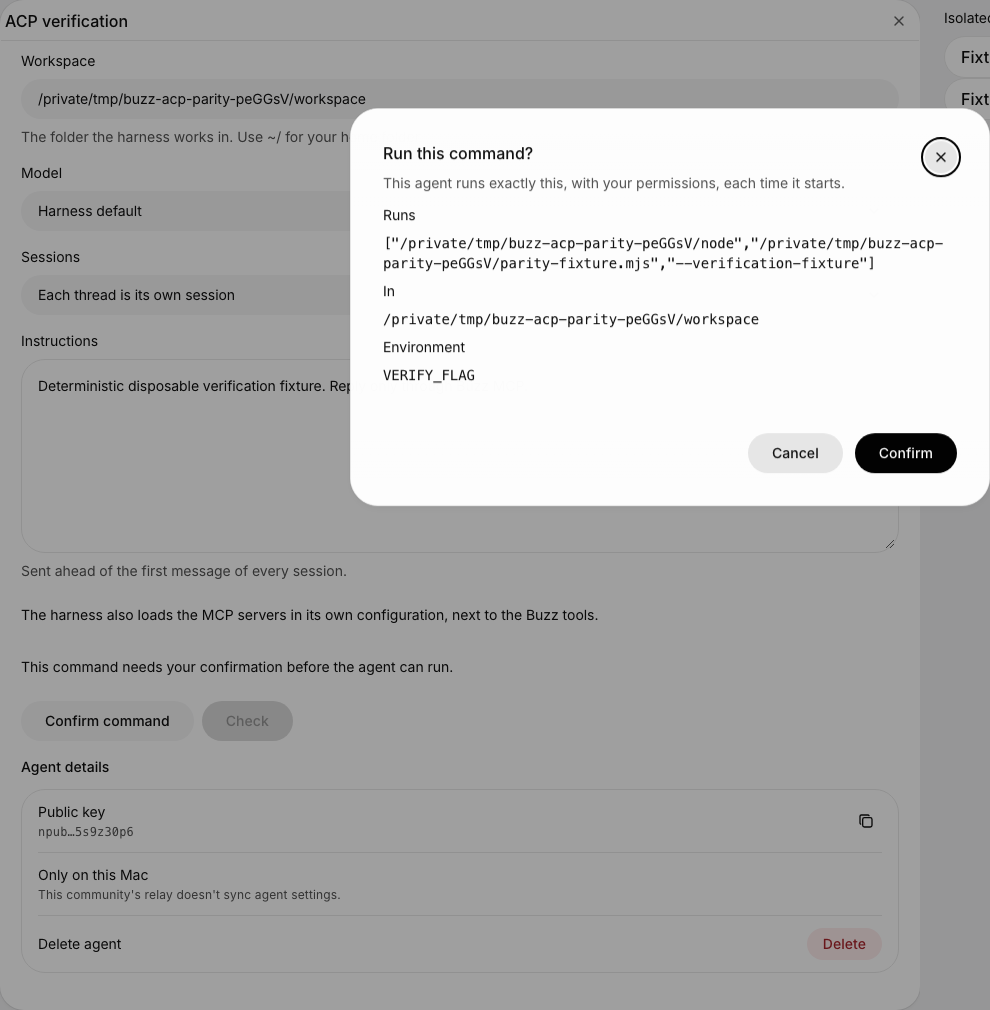 ACP verification
Isolated
Workspace
Fixt
/private/tmp/buzz-acp-parity-peGGsV/workspace
Fixt
The folder the harness works in. Use ~/ for your h
Model
Harness default
Sessions
Each thread is its own session
Instructions
Deterministic disposable verification fixture. Rep
Run this command?
This agent runs exactly this, with your permissions, each time it starts.
Runs
["/private/tmp/buzz-acp-parity-peGGsV/node","/private/tmp/buzz-acp-
parity-peGGsV/parity-fixture.mjs","--verification-fixture"]
In
/private/tmp/buzz-acp-parity-peGGsV/workspace
Environment
VERIFY_FLAG
Cancel
Confirm
Sent ahead of the first message of every session.
The harness also loads the MCP servers in its own configuration, next to the Buzz tools.
This command needs your confirmation before the agent can run.
Confirm command
Check
Agent details
Public key
npub…5s9z30p6
Only on this Mac
This community's relay doesn't sync agent settings.
Delete agent
Delete